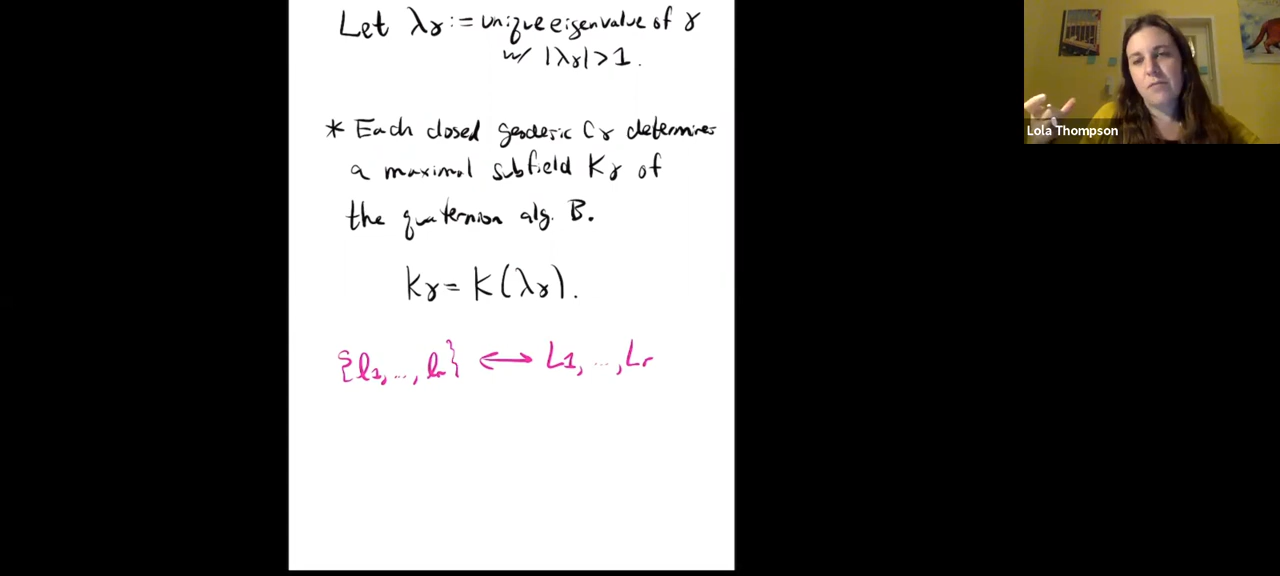 Let λγ := unique eigenvalue of γ
w/ |λγ| > 1.
* Each closed geodesic Cγ determines
a maximal subfield Kγ of
the quaternion alg. B.
Kγ = K(λγ).
{l1, ..., lr} ⟷ L1, ..., Lr
Lola Thompson